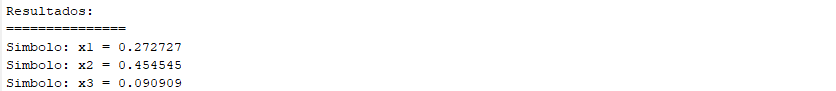 Resultados:
===============
Simbolo: x1 = 0.272727
Simbolo: x2 = 0.454545
Simbolo: x3 = 0.090909